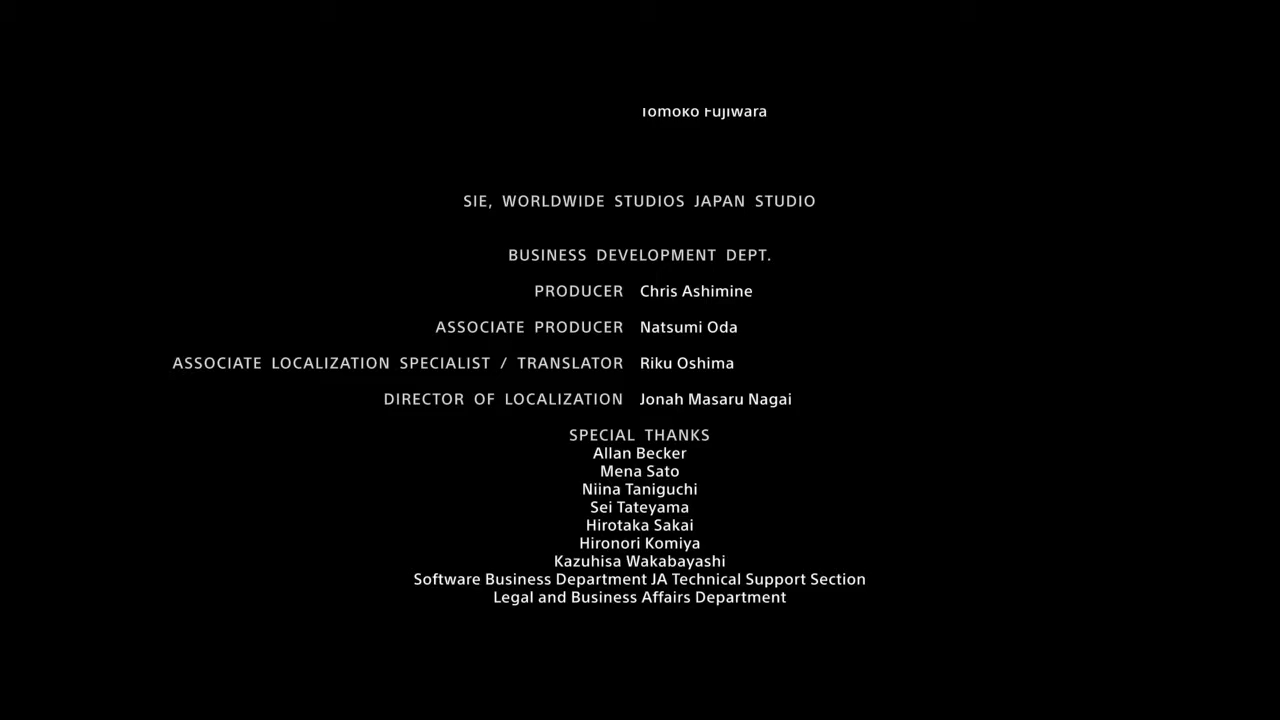 Tomoko Fujiwara
SIE, WORLDWIDE STUDIOS JAPAN STUDIO
BUSINESS DEVELOPMENT DEPT.
PRODUCER Chris Ashimine
ASSOCIATE PRODUCER Natsumi Oda
ASSOCIATE LOCALIZATION SPECIALIST / TRANSLATOR Riku Oshima
DIRECTOR OF LOCALIZATION Jonah Masaru Nagai
SPECIAL THANKS
Allan Becker
Mena Sato
Niina Taniguchi
Sei Tateyama
Hirotaka Sakai
Hironori Komiya
Kazuhisa Wakabayashi
Software Business Department JA Technical Support Section
Legal and Business Affairs Department